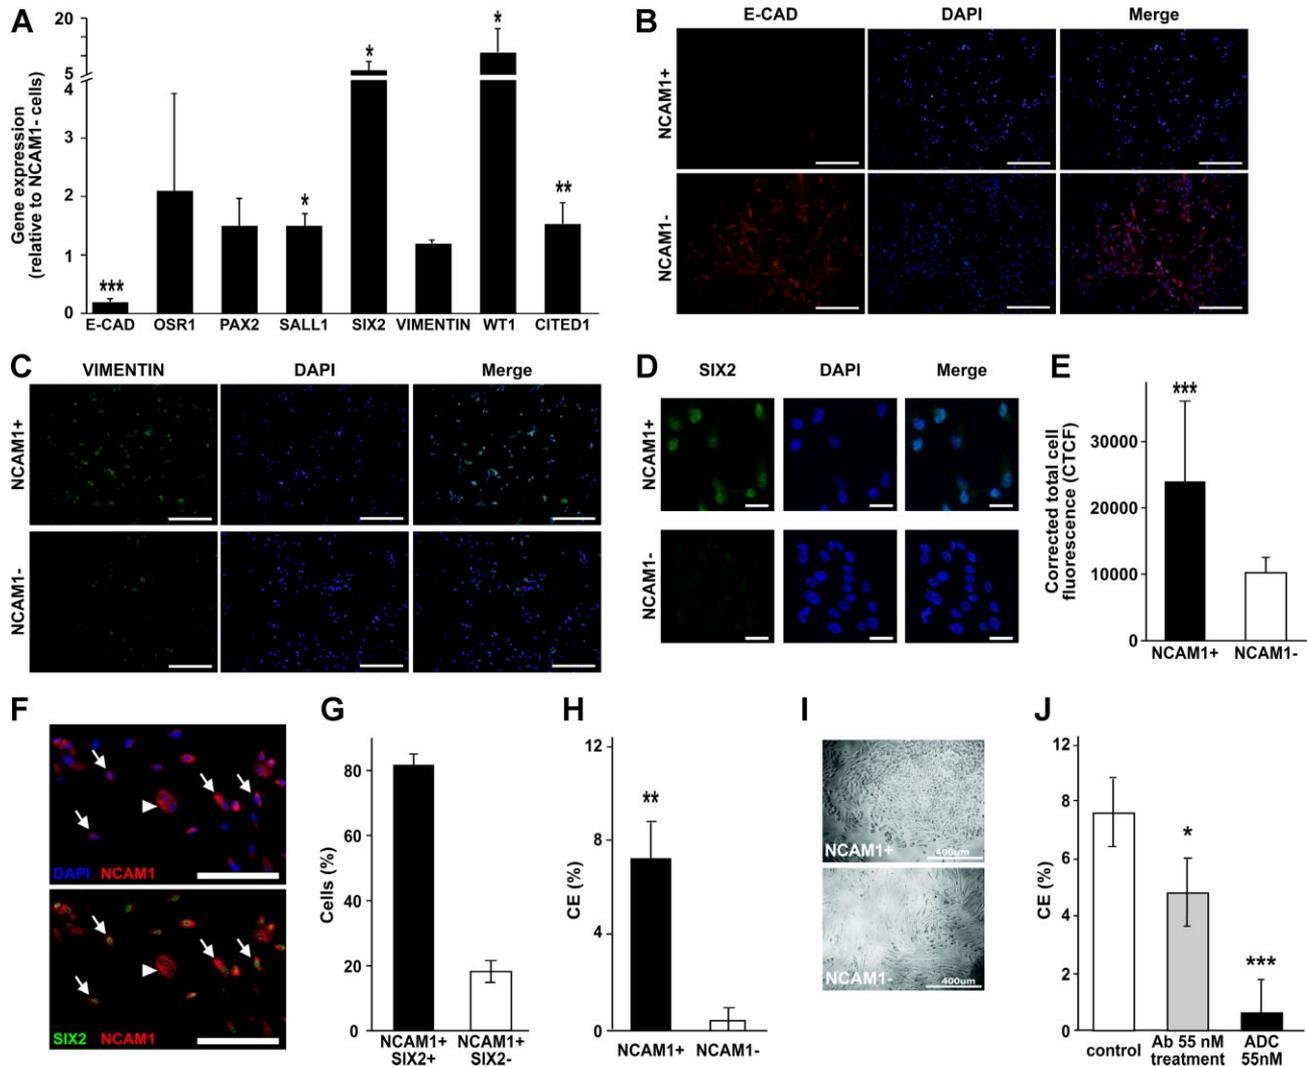 A
Gene expression
(relative to NCAM1- cells)
20
5
4
3
2
1
0
***
*
*
*
**
E-CAD OSR1 PAX2 SALL1 SIX2 VIMENTIN WT1 CITED1
B
E-CAD DAPI Merge
NCAM1+
NCAM1-
C
VIMENTIN DAPI Merge
NCAM1+
NCAM1-
D
SIX2 DAPI Merge
NCAM1+
NCAM1-
E
Corrected total cell
fluorescence (CTCF)
30000
20000
10000
0
***
NCAM1+ NCAM1-
F
DAPI NCAM1
SIX2 NCAM1
G
Cells (%)
80
60
40
20
0
NCAM1+ NCAM1+
SIX2+ SIX2-
H
CE (%)
12
8
4
0
**
NCAM1+ NCAM1-
I
NCAM1+ 400um
NCAM1- 400um
J
CE (%)
12
8
6
4
2
0
*
***
control Ab 55 nM ADC
treatment 55nM